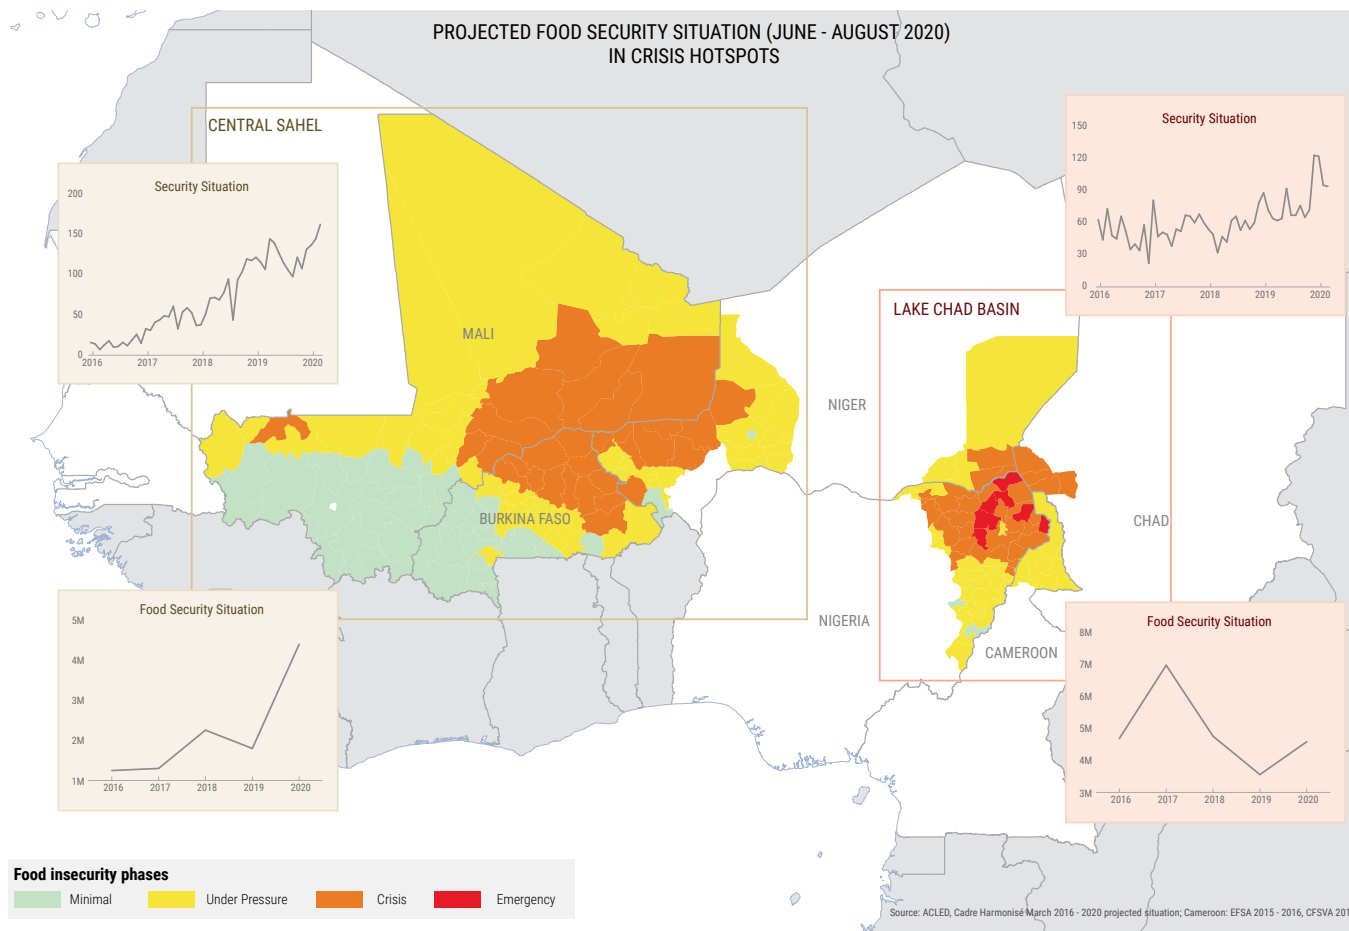 PROJECTED FOOD SECURITY SITUATION (JUNE - AUGUST 2020)
IN CRISIS HOTSPOTS
CENTRAL SAHEL
Security Situation
200
150
100
50
0
2016 2017 2018 2019 2020
Security Situation
150
120
90
60
30
0
2016 2017 2018 2019 2020
LAKE CHAD BASIN
MALI
NIGER
BURKINA FASO
CHAD
NIGERIA
CAMEROON
Food Security Situation
5M
4M
3M
2M
1M
2016 2017 2018 2019 2020
Food Security Situation
8M
7M
6M
5M
4M
3M
2016 2017 2018 2019 2020
Food insecurity phases
Minimal Under Pressure Crisis Emergency
Source: ACLED, Cadre Harmonisé March 2016 - 2020 projected situation; Cameroon: EFSA 2015 - 2016, CFSVA 201